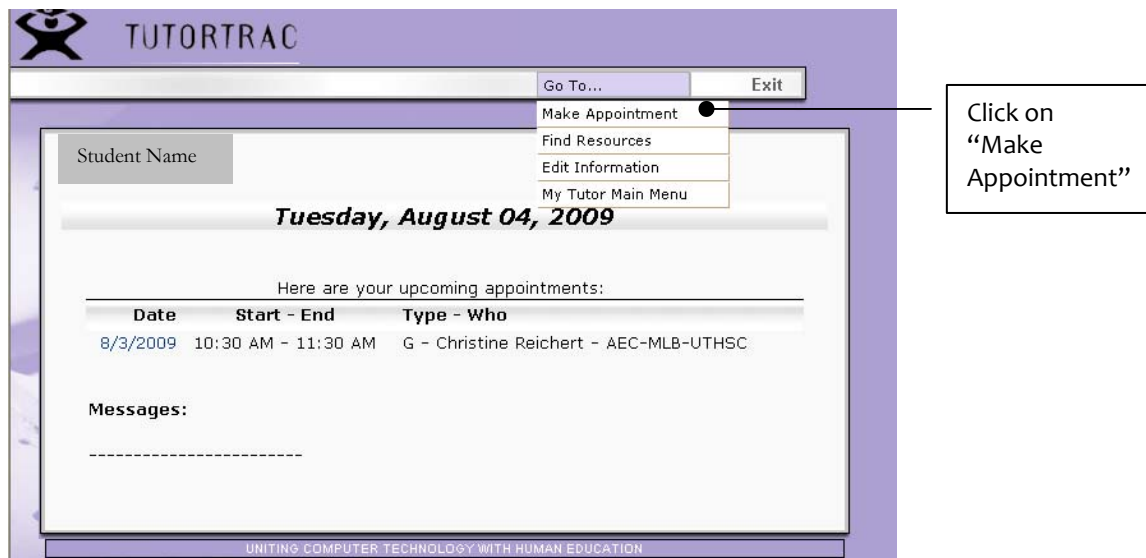 TUTORTRAC
Go To... Exit
Make Appointment
Find Resources
Edit Information
My Tutor Main Menu
Click on
“Make
Appointment”
Student Name
Tuesday, August 04, 2009
Here are your upcoming appointments:
Date Start - End Type - Who
8/3/2009 10:30 AM - 11:30 AM G - Christine Reichert - AEC-MLB-UTHSC
Messages:
------------------------
UNITING COMPUTER TECHNOLOGY WITH HUMAN EDUCATION